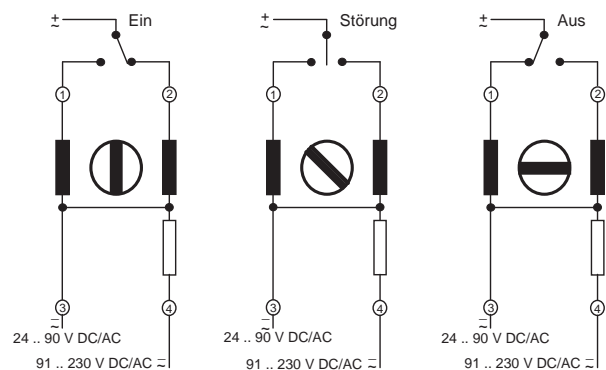 ± ~ Ein
± ~ Störung
± ~ Aus
1 2
1 2
1 2
3 4
3 4
3 4
24 .. 90 V DC/AC
24 .. 90 V DC/AC
24 .. 90 V DC/AC
91 .. 230 V DC/AC
91 .. 230 V DC/AC
91 .. 230 V DC/AC